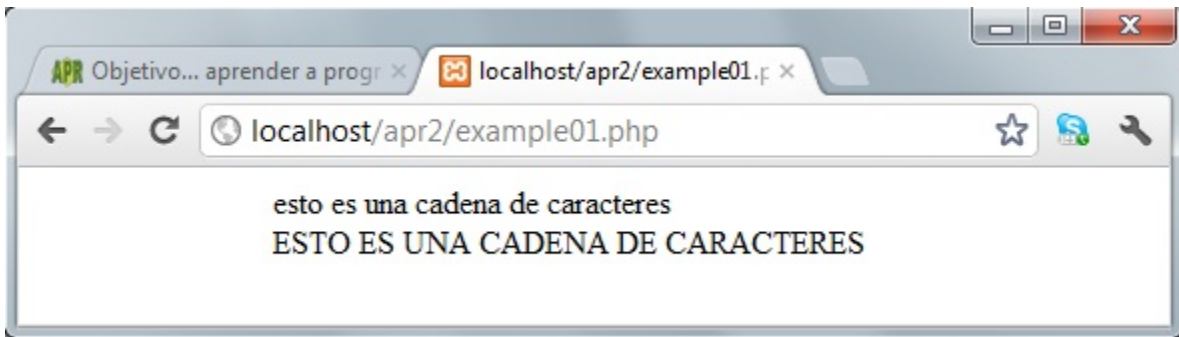 APR Objetivo... aprender a progr
localhost/apr2/example01.p
localhost/apr2/example01.php
esto es una cadena de caracteres
ESTO ES UNA CADENA DE CARACTERES